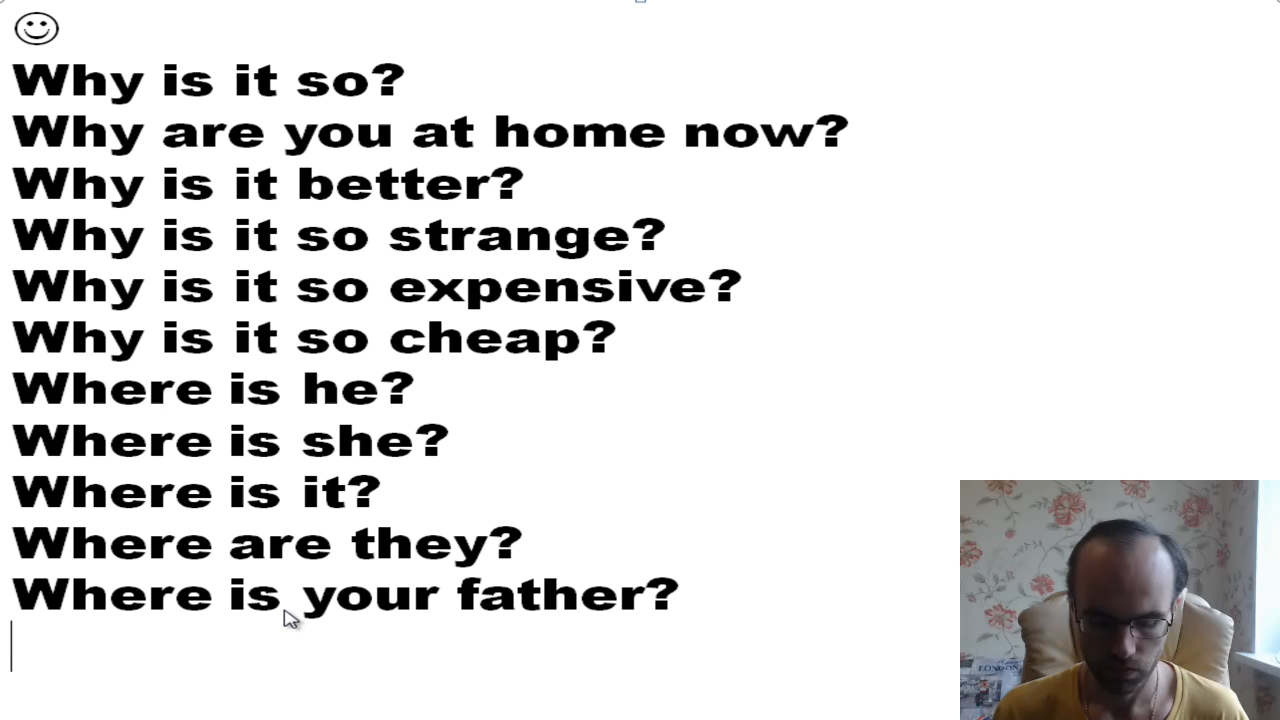 Why is it so?
Why are you at home now?
Why is it better?
Why is it so strange?
Why is it so expensive?
Why is it so cheap?
Where is he?
Where is she?
Where is it?
Where are they?
Where is your father?
LONDON